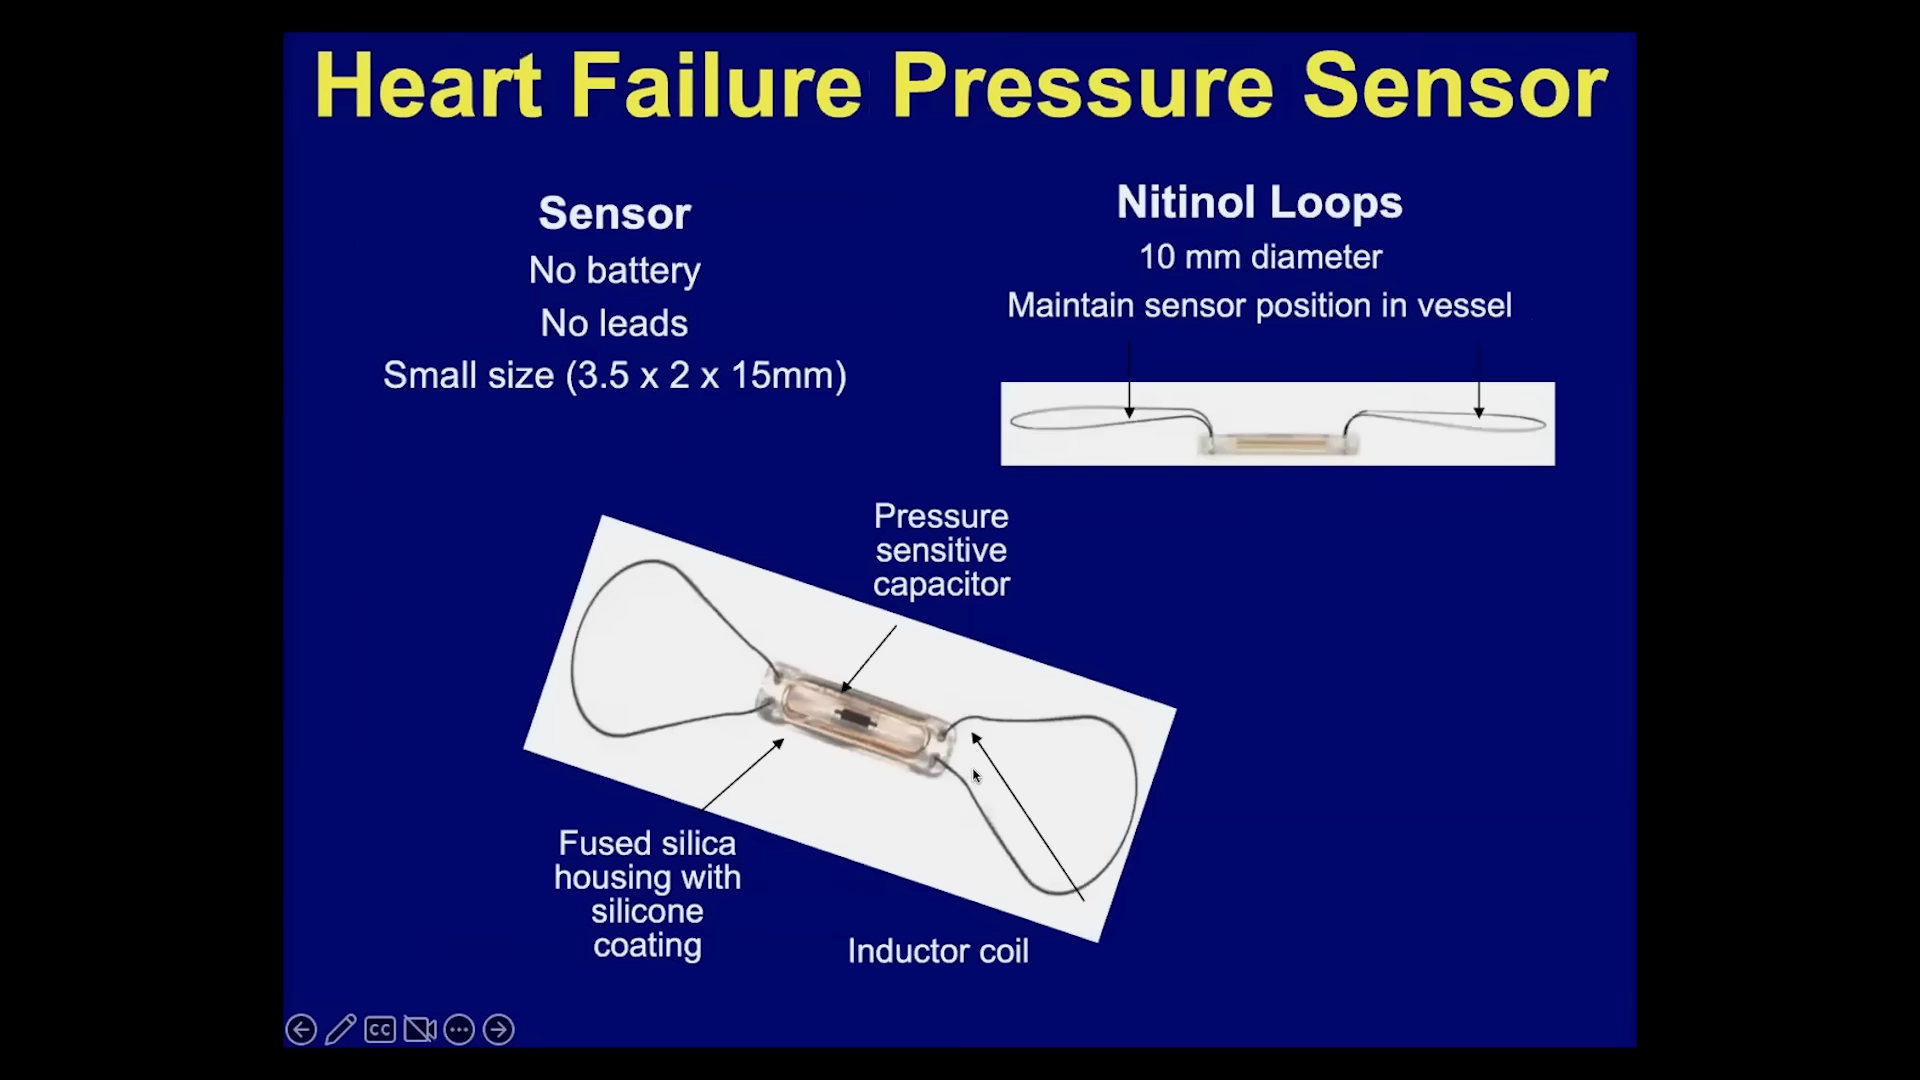 Heart Failure Pressure Sensor
Sensor
No battery
No leads
Small size (3.5 x 2 x 15mm)
Nitinol Loops
10 mm diameter
Maintain sensor position in vessel
Pressure
sensitive
capacitor
Fused silica
housing with
silicone
coating
Inductor coil
CC